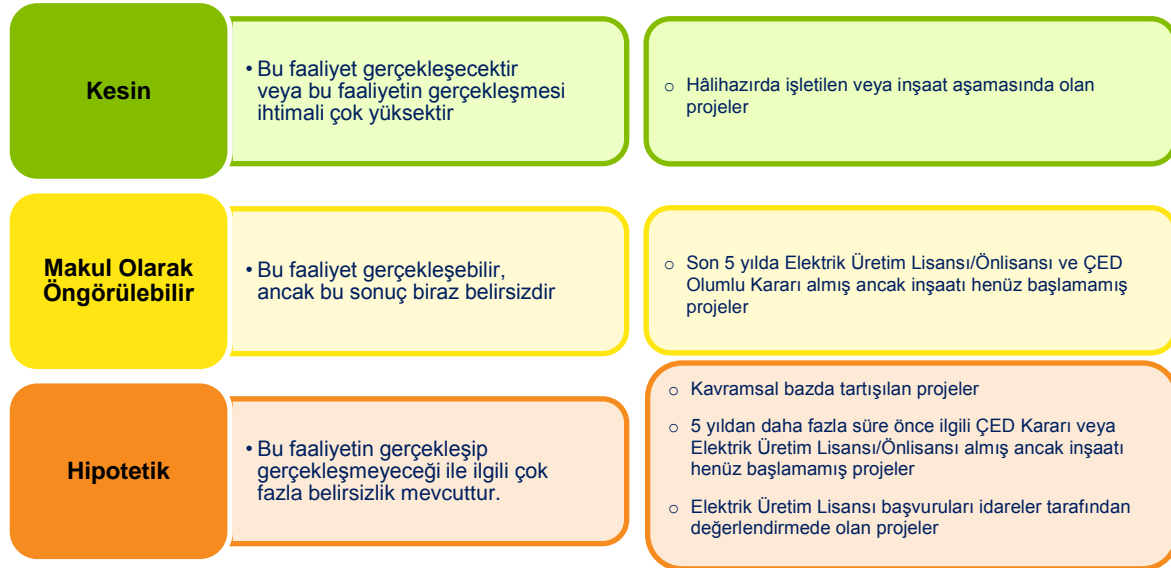 Kesin
• Bu faaliyet gerçekleşecektir
veya bu faaliyetin gerçekleşmesi
ihtimali çok yüksektir
o Hâlihazırda işletilen veya inşaat aşamasında olan
projeler
Makul Olarak
Öngörülebilir
• Bu faaliyet gerçekleşebilir,
ancak bu sonuç biraz belirsizdir
o Son 5 yılda Elektrik Üretim Lisansı/Önlisansı ve ÇED
Olumlu Kararı almış ancak inşaatı henüz başlamamış
projeler
Hipotetik
• Bu faaliyetin gerçekleşip
gerçekleşmeyeceği ile ilgili çok
fazla belirsizlik mevcuttur.
o Kavramsal bazda tartışılan projeler
o 5 yıldan daha fazla süre önce ilgili ÇED Kararı veya
Elektrik Üretim Lisansı/Önlisansı almış ancak inşaatı
henüz başlamamış projeler
o Elektrik Üretim Lisansı başvuruları idareler tarafından
değerlendirmede olan projeler